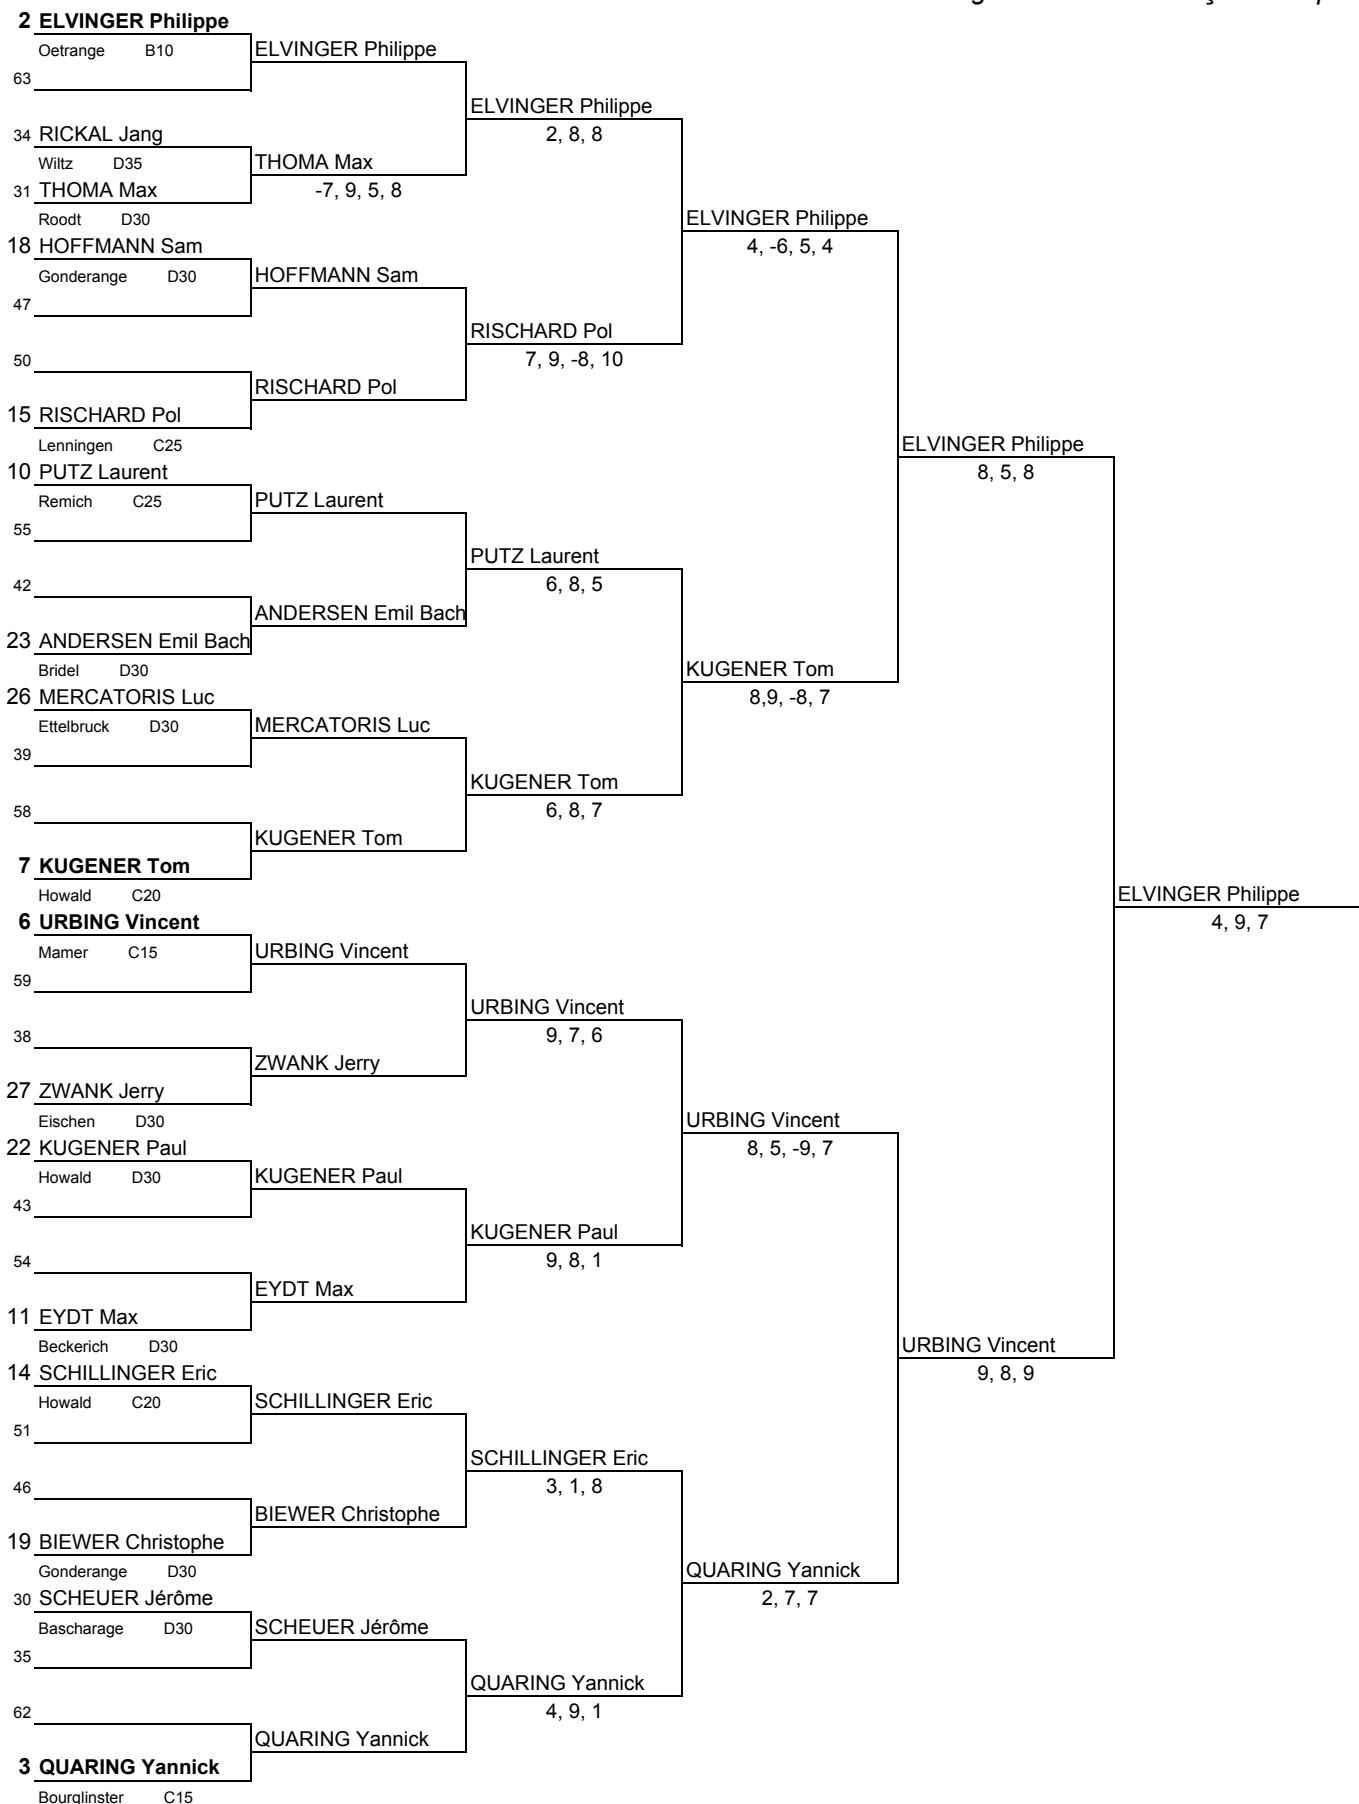 2 ELVINGER Philippe
Oetrange B10
ELVINGER Philippe
63
ELVINGER Philippe
34 RICKAL Jang
2, 8, 8
Wiltz D35
THOMA Max
31 THOMA Max
-7, 9, 5, 8
Roodt D30
ELVINGER Philippe
18 HOFFMANN Sam
4, -6, 5, 4
Gonderange D30
HOFFMANN Sam
47
RISCHARD Pol
50
7, 9, -8, 10
RISCHARD Pol
15 RISCHARD Pol
Lenningen C25
ELVINGER Philippe
10 PUTZ Laurent
8, 5, 8
Remich C25
PUTZ Laurent
55
PUTZ Laurent
42
6, 8, 5
ANDERSEN Emil Bach
23 ANDERSEN Emil Bach
Bridel D30
KUGENER Tom
26 MERCATORIS Luc
8,9, -8, 7
Ettelbruck D30
MERCATORIS Luc
39
KUGENER Tom
58
6, 8, 7
KUGENER Tom
7 KUGENER Tom
Howald C20
ELVINGER Philippe
6 URBING Vincent
4, 9, 7
Mamer C15
URBING Vincent
59
URBING Vincent
38
9, 7, 6
ZWANK Jerry
27 ZWANK Jerry
Eischen D30
URBING Vincent
22 KUGENER Paul
8, 5, -9, 7
Howald D30
KUGENER Paul
43
KUGENER Paul
54
9, 8, 1
EYDT Max
11 EYDT Max
Beckerich D30
URBING Vincent
14 SCHILLINGER Eric
9, 8, 9
Howald C20
SCHILLINGER Eric
51
SCHILLINGER Eric
46
3, 1, 8
BIEWER Christophe
19 BIEWER Christophe
Gonderange D30
QUARING Yannick
30 SCHEUER Jérôme
2, 7, 7
Bascharage D30
SCHEUER Jérôme
35
QUARING Yannick
62
4, 9, 1
QUARING Yannick
3 QUARING Yannick
Bourglinster C15